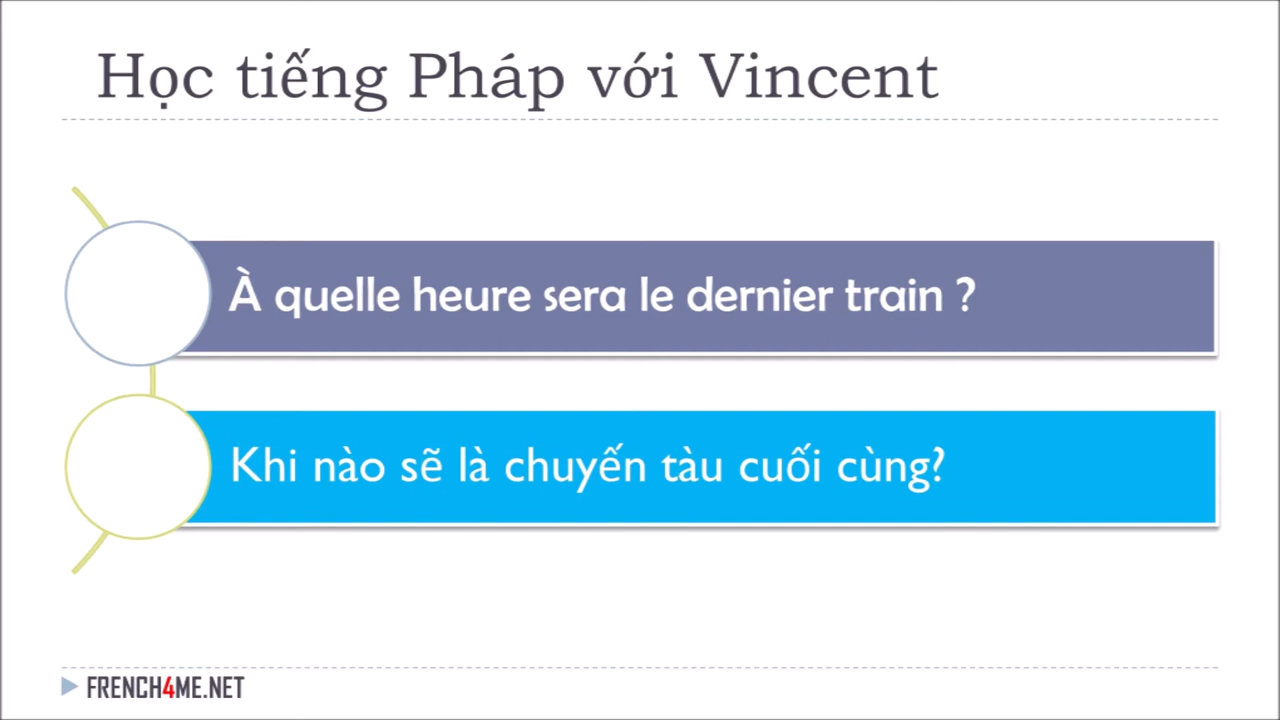 Học tiếng Pháp với Vincent
À quelle heure sera le dernier train ?
Khi nào sẽ là chuyến tàu cuối cùng?
FRENCH4ME.NET